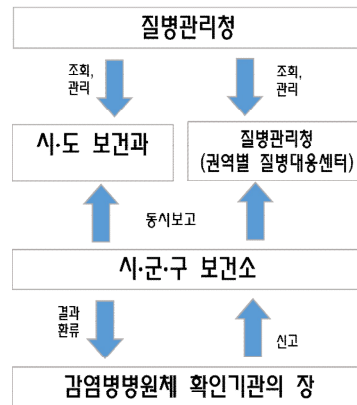 질병관리청
조회,
관리
조회,
관리
시·도 보건과
질병관리청
(권역별 질병대응센터)
동시보고
시·군·구 보건소
결과
환류
신고
감염병병원체 확인기관의 장